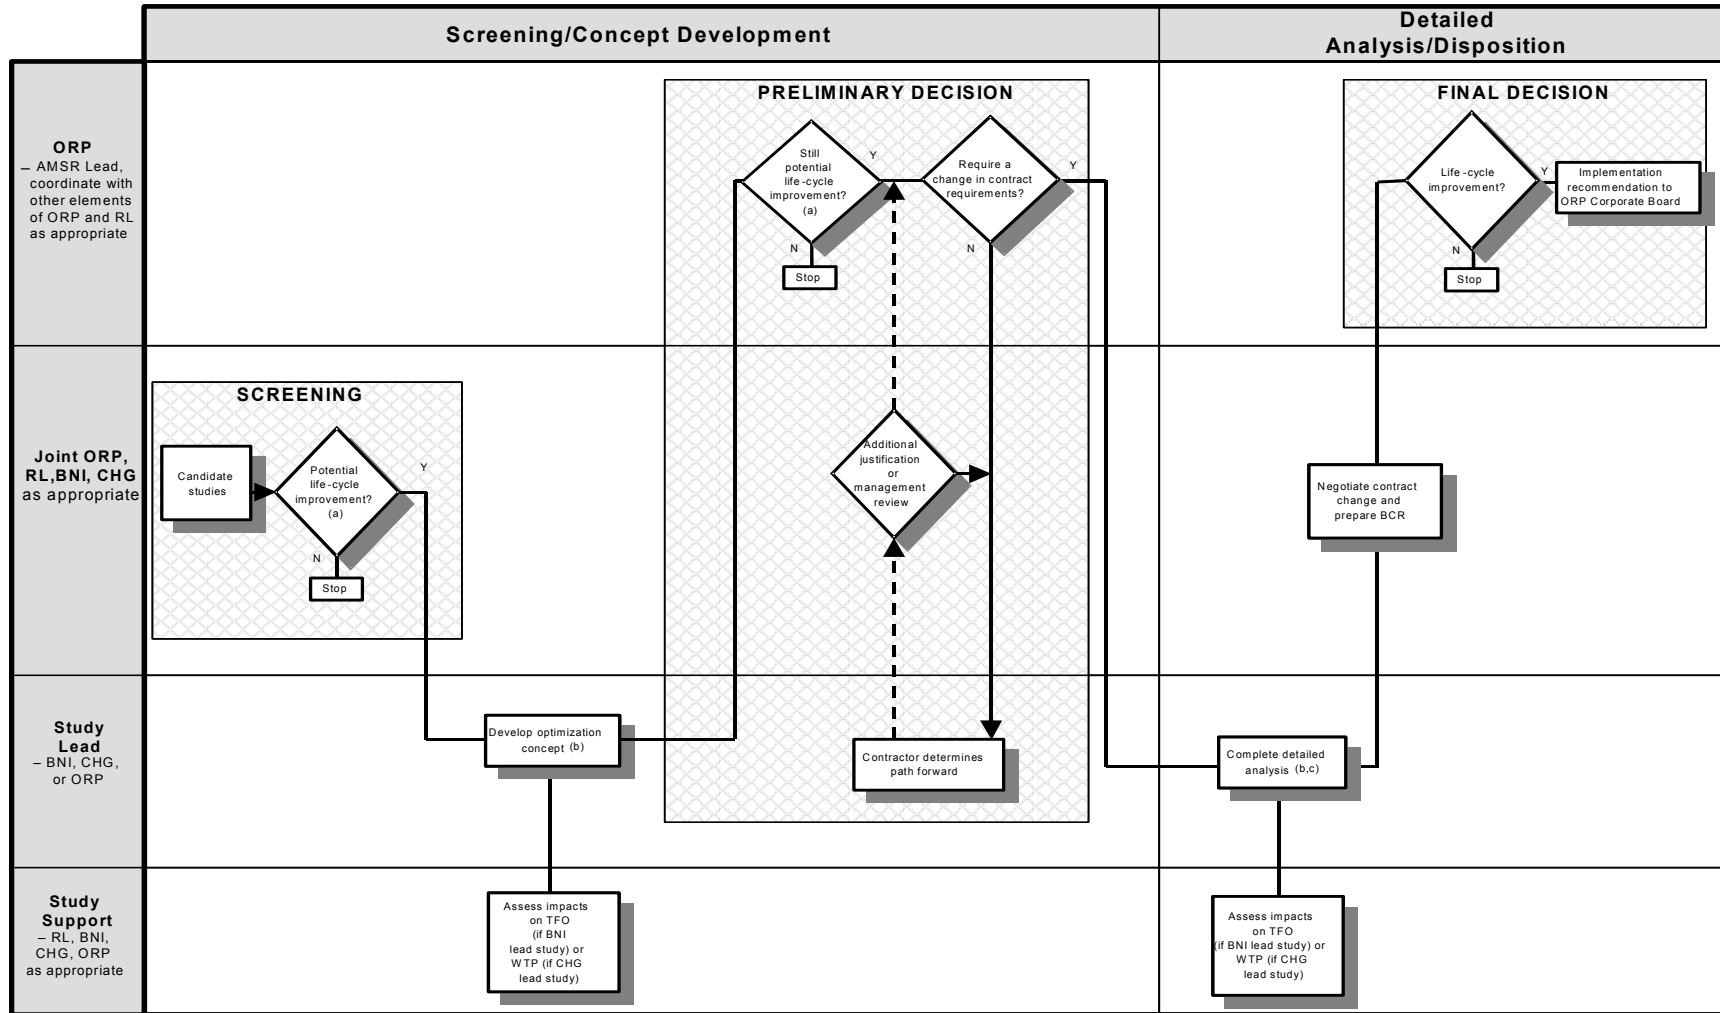 Screening/Concept Development
Detailed
Analysis/Disposition
ORP
– AMSR Lead,
coordinate with
other elements
of ORP and RL
as appropriate
PRELIMINARY DECISION
Still
potential
life-cycle
improvement?
(a)
Y
N
Stop
Require a
change in contract
requirements?
Y
N
FINAL DECISION
Life-cycle
improvement?
Y
N
Stop
Implementation
recommendation to
ORP Corporate Board
Joint ORP,
RL,BNI, CHG
as appropriate
SCREENING
Candidate
studies
Potential
life-cycle
improvement?
(a)
Y
N
Stop
Additional
justification
or
management
review
Negotiate contract
change and
prepare BCR
Study
Lead
– BNI, CHG,
or ORP
Develop optimization
concept (b)
Contractor determines
path forward
Complete detailed
analysis (b,c)
Study
Support
– RL, BNI,
CHG, ORP
as appropriate
Assess impacts
on TFO
(if BNI
lead study) or
WTP (if CHG
lead study)
Assess impacts
on TFO
(if BNI lead study) or
WTP (if CHG
lead study)